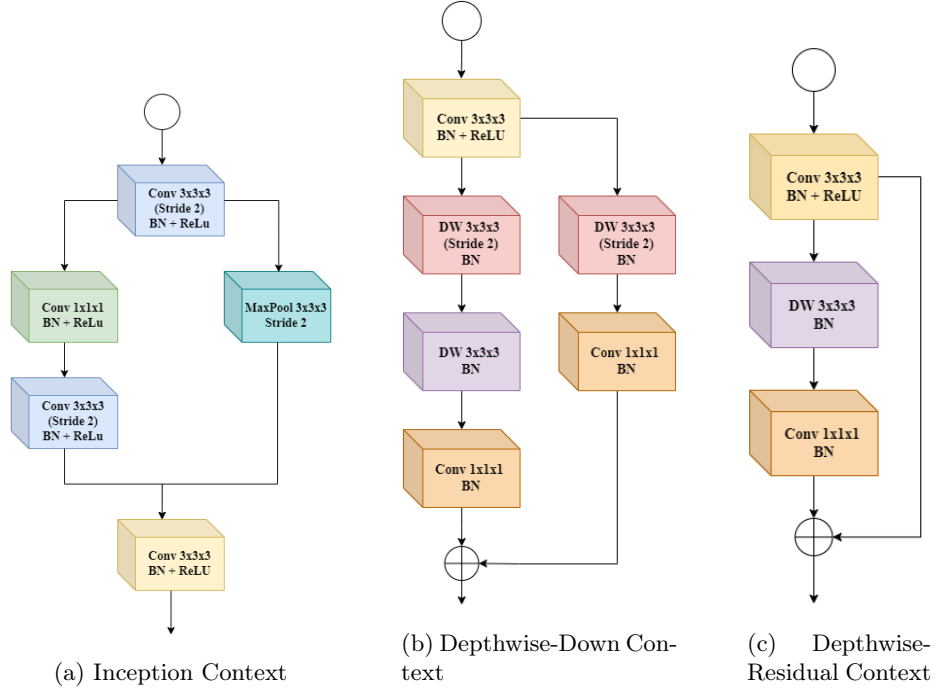 Conv 3x3x3
(Stride 2)
BN + ReLu
Conv 1x1x1
BN + ReLu
MaxPool 3x3x3
Stride 2
Conv 3x3x3
(Stride 2)
BN + ReLu
Conv 3x3x3
BN + ReLU
(a) Inception Context
Conv 3x3x3
BN + ReLU
DW 3x3x3
(Stride 2)
BN
DW 3x3x3
(Stride 2)
BN
DW 3x3x3
BN
Conv 1x1x1
BN
Conv 1x1x1
BN
(b) Depthwise-Down Con-
text
Conv 3x3x3
BN + ReLU
DW 3x3x3
BN
Conv 1x1x1
BN
(c) Depthwise-
Residual Context